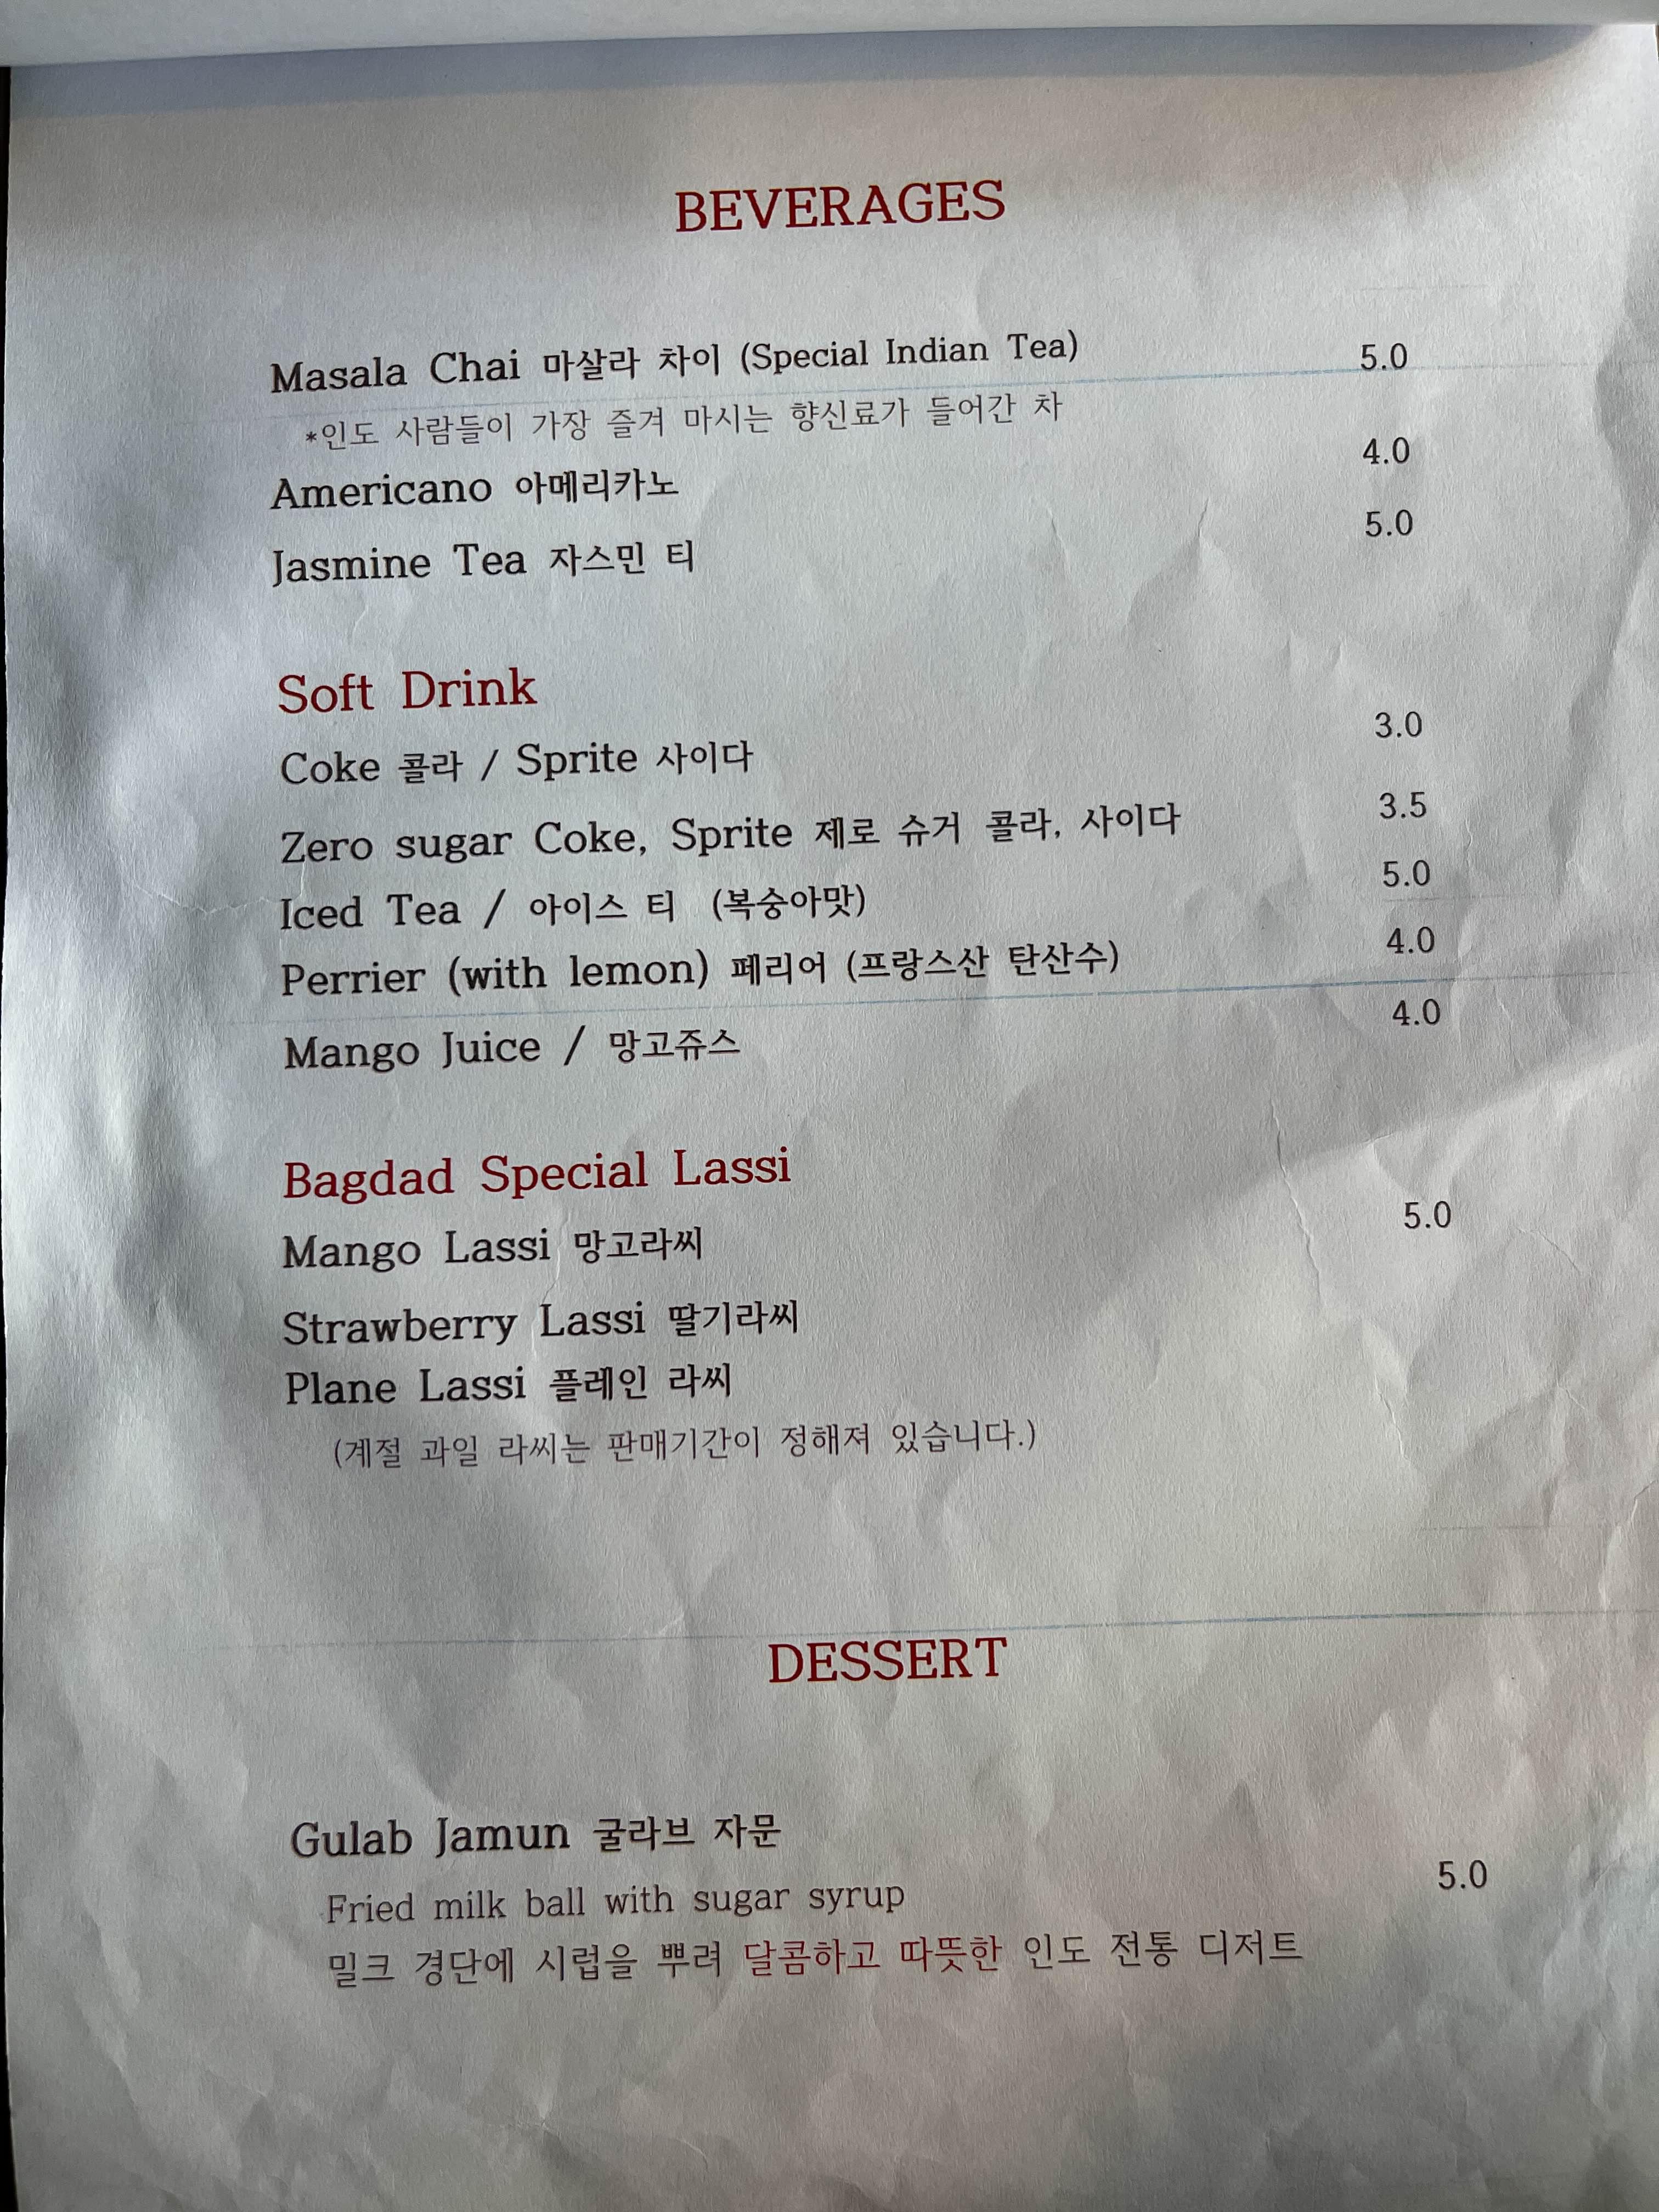 BEVERAGES
Masala Chai 마살라 차이 (Special Indian Tea) 5.0
*인도 사람들이 가장 즐겨 마시는 향신료가 들어간 차
Americano 아메리카노 4.0
Jasmine Tea 자스민 티 5.0
Soft Drink
Coke 콜라 / Sprite 사이다 3.0
Zero sugar Coke, Sprite 제로 슈거 콜라, 사이다 3.5
Iced Tea / 아이스 티 (복숭아맛) 5.0
Perrier (with lemon) 페리어 (프랑스산 탄산수) 4.0
Mango Juice / 망고쥬스 4.0
Bagdad Special Lassi
Mango Lassi 망고라씨 5.0
Strawberry Lassi 딸기라씨
Plane Lassi 플레인 라씨
(계절 과일 라씨는 판매기간이 정해져 있습니다.)
DESSERT
Gulab Jamun 굴라브 자문
Fried milk ball with sugar syrup 5.0
밀크 경단에 시럽을 뿌려 달콤하고 따뜻한 인도 전통 디저트